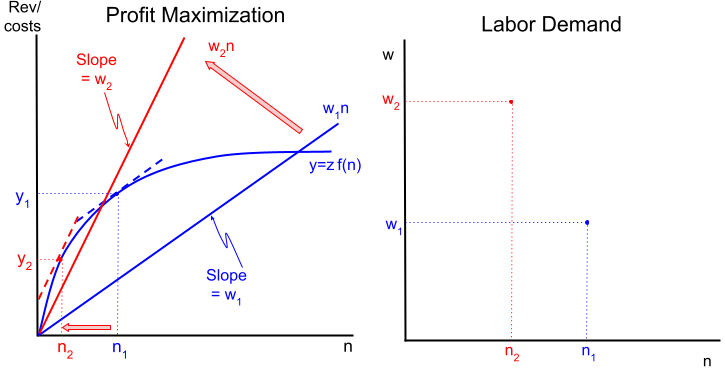 Profit Maximization
Rev/
costs
w₂n
Slope
= w₂
w₁n
y=z f(n)
y₁
y₂
Slope
= w₁
n₂
n₁
n
Labor Demand
w
w₂
w₁
n₂
n₁
n